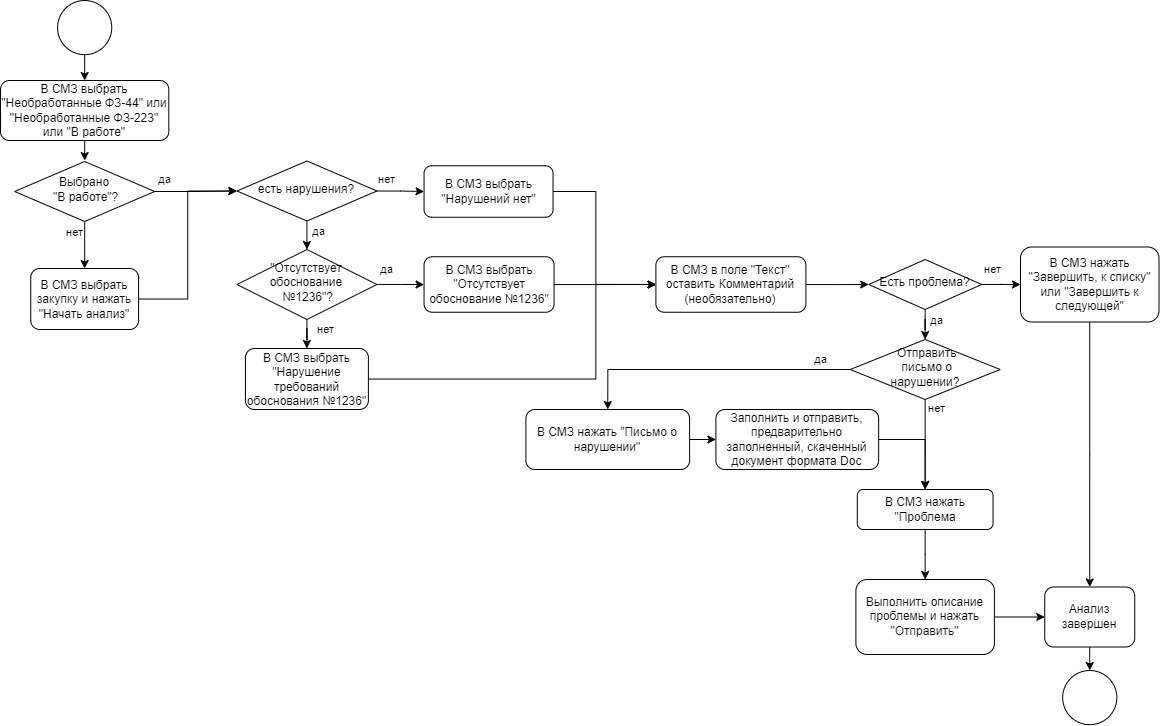 В СМЗ выбрать
"Необработанные ФЗ-44" или
"Необработанные ФЗ-223"
или "В работе"
Выбрано
"В работе"?
да
нет
В СМЗ выбрать
закупку и нажать
"Начать анализ"
есть нарушения?
нет
да
В СМЗ выбрать
"Нарушений нет"
"Отсутствует
обоснование
№1236"?
да
нет
В СМЗ выбрать
"Отсутствует
обоснование №1236"
В СМЗ выбрать
"Нарушение
требований
обоснования №1236"
В СМЗ в поле "Текст"
оставить Комментарий
(необязательно)
Есть проблема?
нет
да
В СМЗ нажать
"Завершить, к списку"
или "Завершить к
следующей"
Отправить
письмо о
нарушении?
да
нет
В СМЗ нажать "Письмо о
нарушении"
Заполнить и отправить,
предварительно
заполненный, скаченный
документ формата Doc
В СМЗ нажать
"Проблема
Выполнить описание
проблемы и нажать
"Отправить"
Анализ
завершен